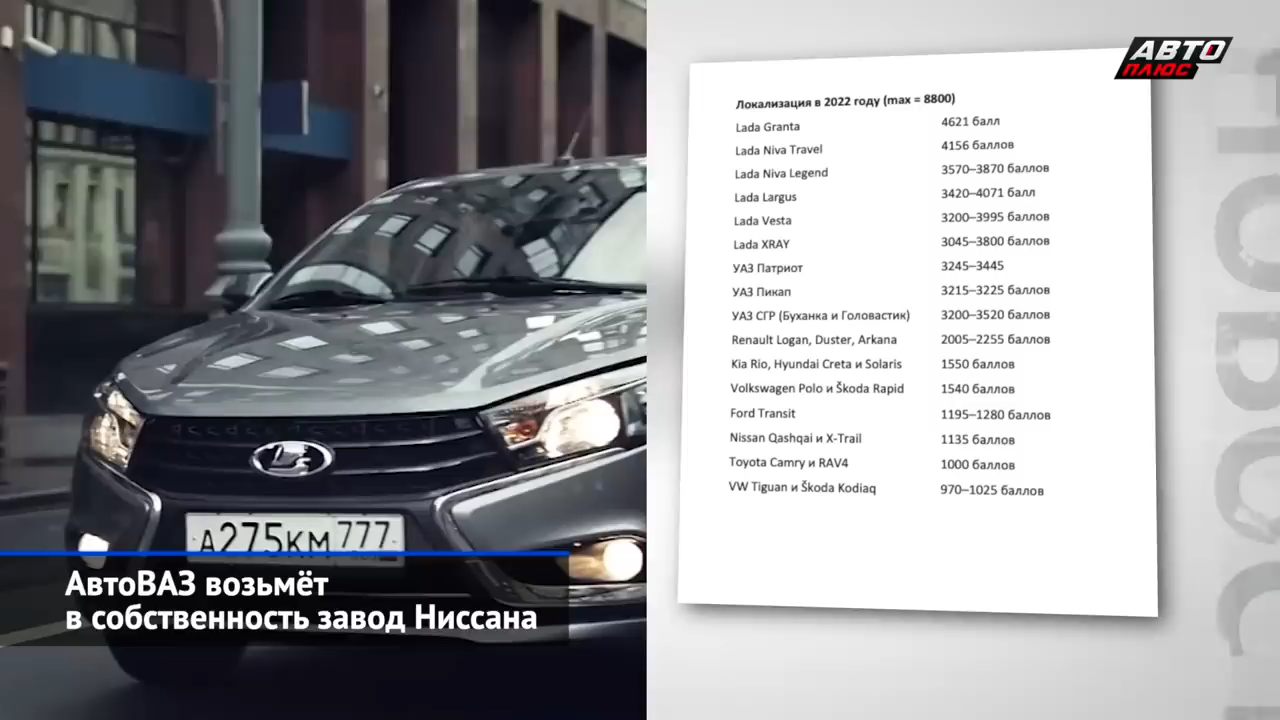 АВТО
ПЛЮС
Локализация в 2022 году (max = 8800)
Lada Granta 4621 балл
Lada Niva Travel 4156 баллов
Lada Niva Legend 3570–3870 баллов
Lada Largus 3420–4071 балл
Lada Vesta 3200–3995 баллов
Lada XRAY 3045–3800 баллов
УАЗ Патриот 3245–3445
УАЗ Пикап 3215–3225 баллов
УАЗ СГР (Буханка и Головастик) 3200–3520 баллов
Renault Logan, Duster, Arkana 2005–2255 баллов
Kia Rio, Hyundai Creta и Solaris 1550 баллов
Volkswagen Polo и Škoda Rapid 1540 баллов
Ford Transit 1195–1280 баллов
Nissan Qashqai и X-Trail 1135 баллов
Toyota Camry и RAV4 1000 баллов
VW Tiguan и Škoda Kodiaq 970–1025 баллов
А275КМ 777
АвтоВАЗ возьмёт
в собственность завод Ниссана